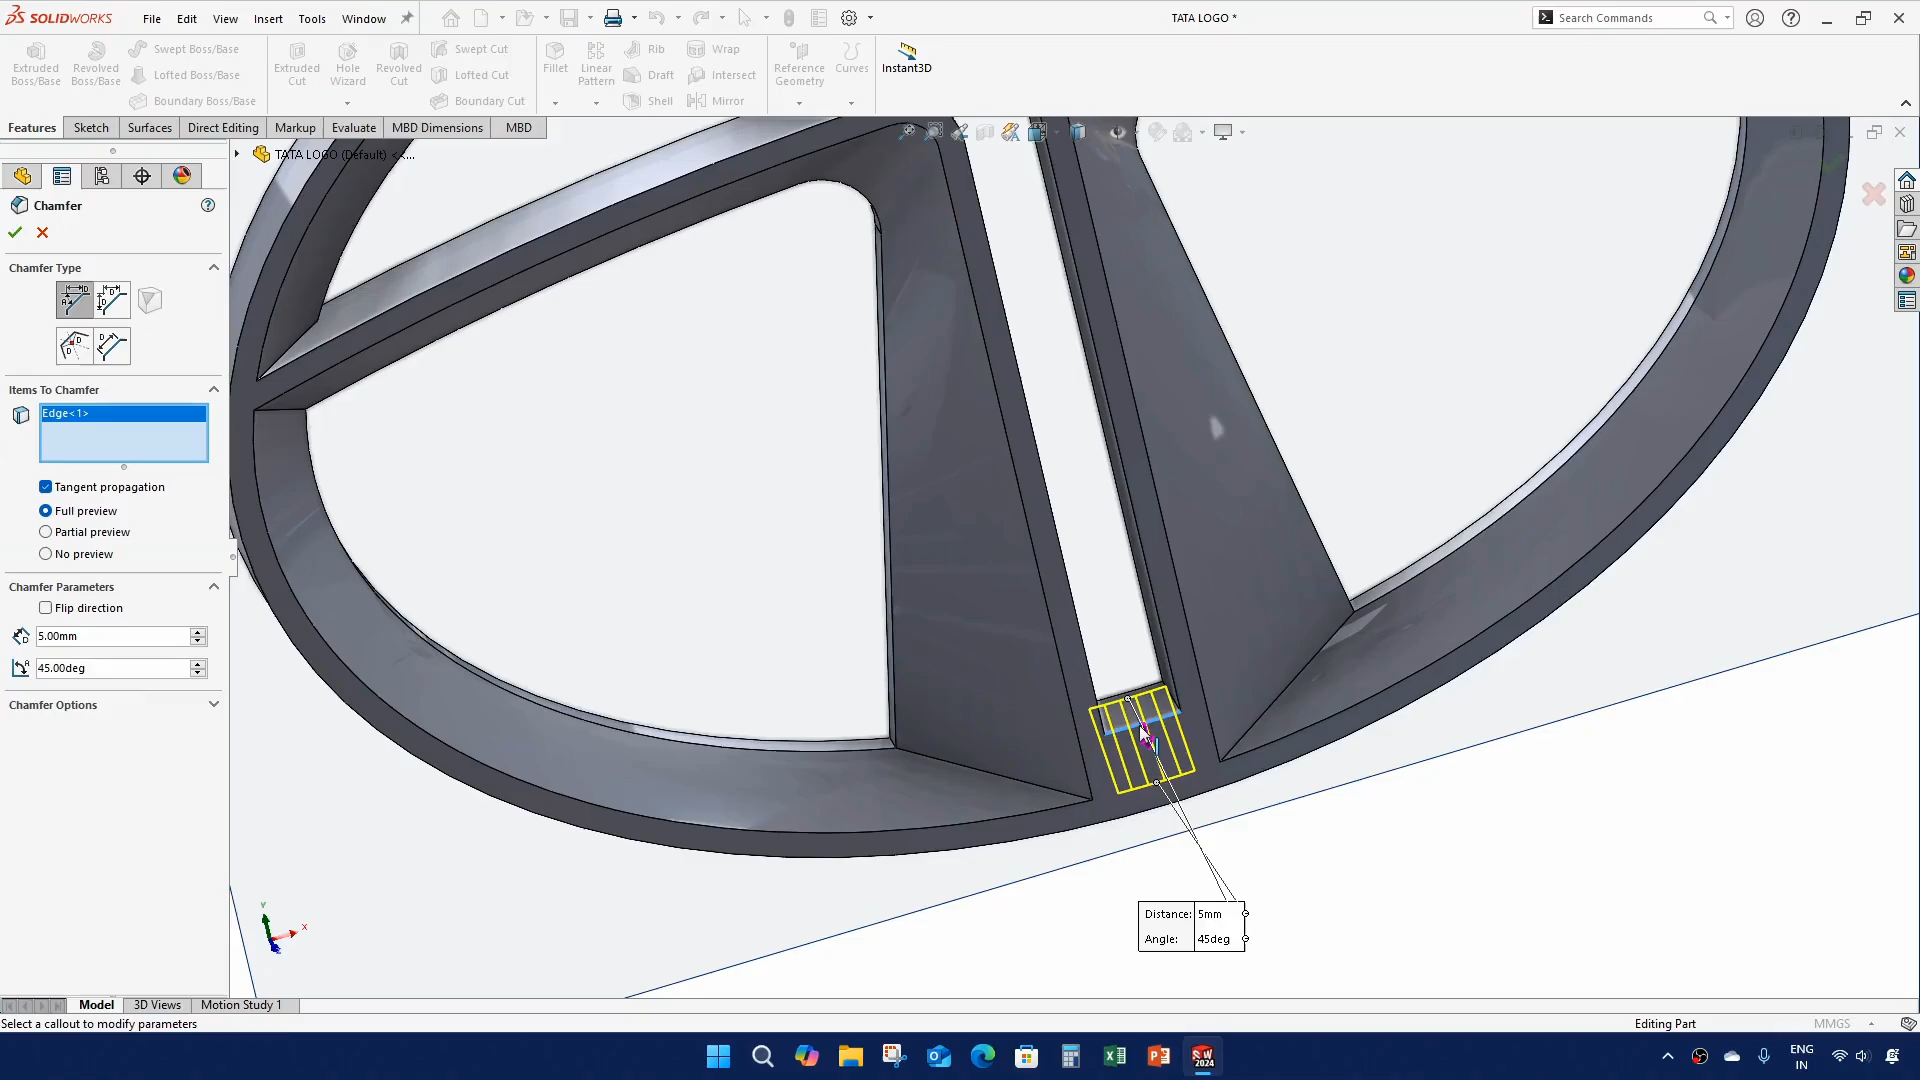 SOLIDWORKS
File
Edit
View
Insert
Tools
Window
TATA LOGO *
Search Commands
Extruded Boss/Base
Revolved Boss/Base
Swept Boss/Base
Lofted Boss/Base
Boundary Boss/Base
Extruded Cut
Hole Wizard
Revolved Cut
Swept Cut
Lofted Cut
Boundary Cut
Fillet
Linear Pattern
Rib
Draft
Shell
Wrap
Intersect
Mirror
Reference Geometry
Curves
Instant3D
Features
Sketch
Surfaces
Direct Editing
Markup
Evaluate
MBD Dimensions
MBD
TATA LOGO (Default) <<...
Chamfer
Chamfer Type
Items To Chamfer
Edge<1>
Tangent propagation
Full preview
Partial preview
No preview
Chamfer Parameters
Flip direction
5.00mm
45.00deg
Chamfer Options
Distance: 5mm
Angle: 45deg
Y
X
Model
3D Views
Motion Study 1
Select a callout to modify parameters
Editing Part
MMGS
SW
2024
ENG
IN